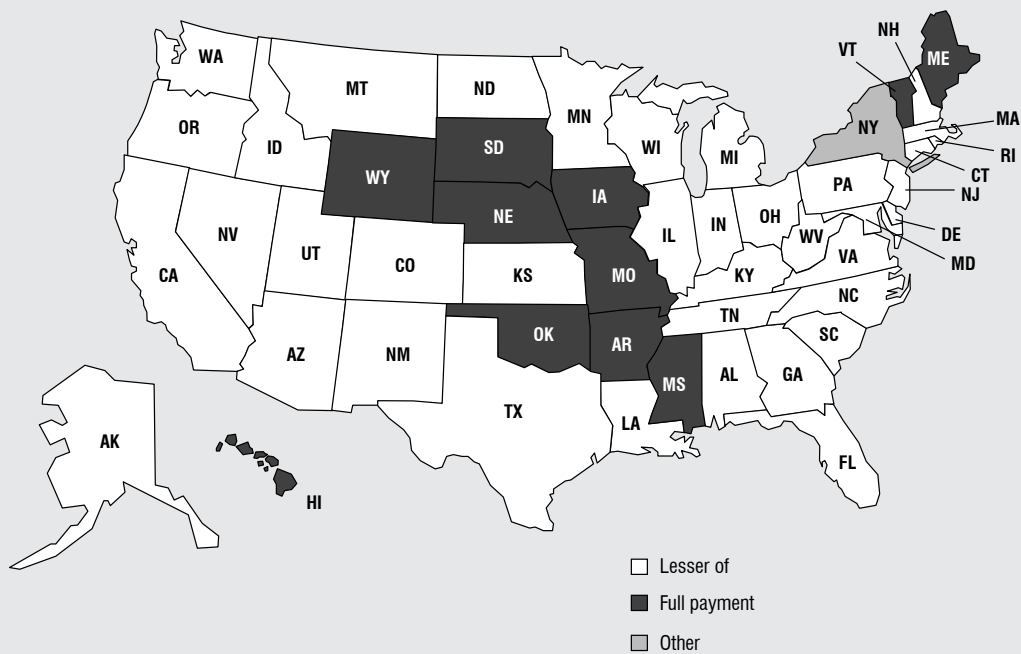 WA
MT
ND
MN
VT
NH
ME
OR
ID
WY
SD
WI
MI
NY
MA
RI
CT
NJ
PA
IA
NE
NV
UT
CO
CA
KS
MO
IL
IN
OH
WV
VA
DE
MD
KY
NC
TN
SC
AZ
NM
OK
AR
MS
AL
GA
TX
LA
FL
AK
HI
Lesser of
Full payment
Other